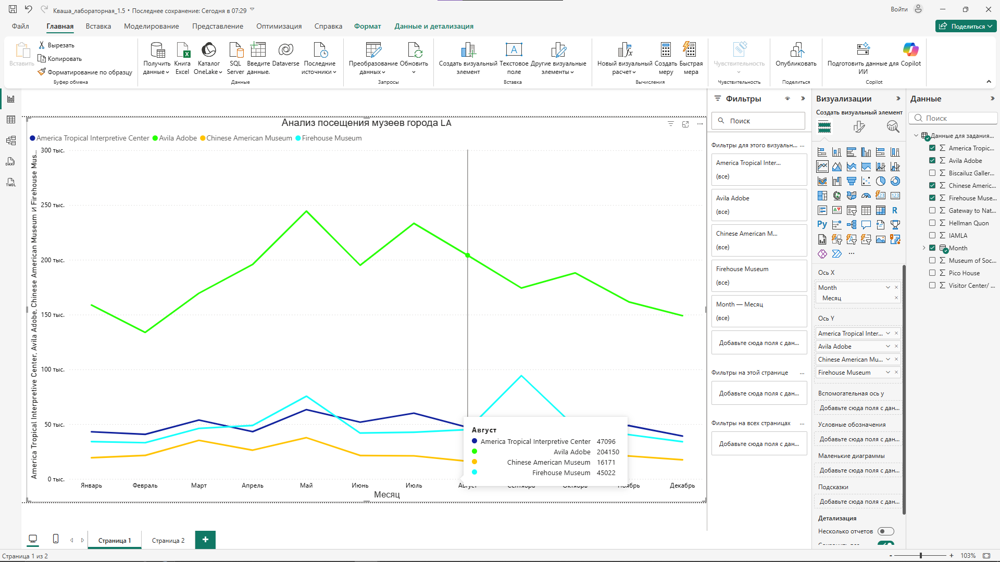 Кваша_лабораторная_1.5 • Последнее сохранение: Сегодня в 07:29
Войти
Файл Главная Вставка Моделирование Представление Оптимизация Справка Формат Данные и детализация
Поделиться
Вставить
Вырезать
Копировать
Форматирование по образцу
Буфер обмена
Получить данные
Книга Excel
Каталог OneLake
SQL Server
Введите данные.
Dataverse
Последние источники
Данные
Преобразование данных
Обновить
Запросы
Создать визуальный элемент
Текстовое поле
Другие визуальные элементы
Вставка
Новый визуальный расчет
Создать меру
Быстрая мера
Вычисления
Чувствительность
Чувствительность
Опубликовать
Поделиться
Подготовить данные для ИИ
Copilot
Copilot
Анализ посещения музеев города LA
America Tropical Interpretive Center Avila Adobe Chinese American Museum Firehouse Museum
America Tropical Interpretive Center, Avila Adobe, Chinese American Museum И Firehouse Mus...
300 тыс.
250 тыс.
200 тыс.
150 тыс.
100 тыс.
50 тыс.
0 тыс.
Январь Февраль Март Апрель Май Июнь Июль Август Сентябрь Октябрь Ноябрь Декабрь
Месяц
Август
America Tropical Interpretive Center 47096
Avila Adobe 204150
Chinese American Museum 16171
Firehouse Museum 45022
Фильтры
Поиск
Фильтры для этого визуальн... ...
America Tropical Inter...
(все)
Avila Adobe
(все)
Chinese American M...
(все)
Firehouse Museum
(все)
Month — Месяц
(все)
Добавьте сюда поля с дан...
Фильтры на этой странице ...
Добавьте сюда поля с дан...
Фильтры на всех страницах ...
Добавьте сюда поля с дан...
Визуализации
Создать визуальный элемент
123
123
R
Py
...
Ось X
Month
Месяц
Ось Y
America Tropical Inter...
Avila Adobe
Chinese American Mu...
Firehouse Museum
Вспомогательная ось y
Добавьте сюда поля с дан...
Условные обозначения
Добавьте сюда поля с дан...
Маленькие диаграммы
Добавьте сюда поля с дан...
Подсказки
Добавьте сюда поля с дан...
Детализация
Несколько отчетов
Данные
Поиск
Данные для задания...
America Tropic...
Avila Adobe
Biscailuz Galler...
Chinese Americ...
Firehouse Muse...
Gateway to Nat...
Hellman Quon
IAMLA
Month
Museum of Soc...
Pico House
Visitor Center/ ...
DAX
TMDL
Страница 1
Страница 2
+
Страница 1 из 2
- + 103%